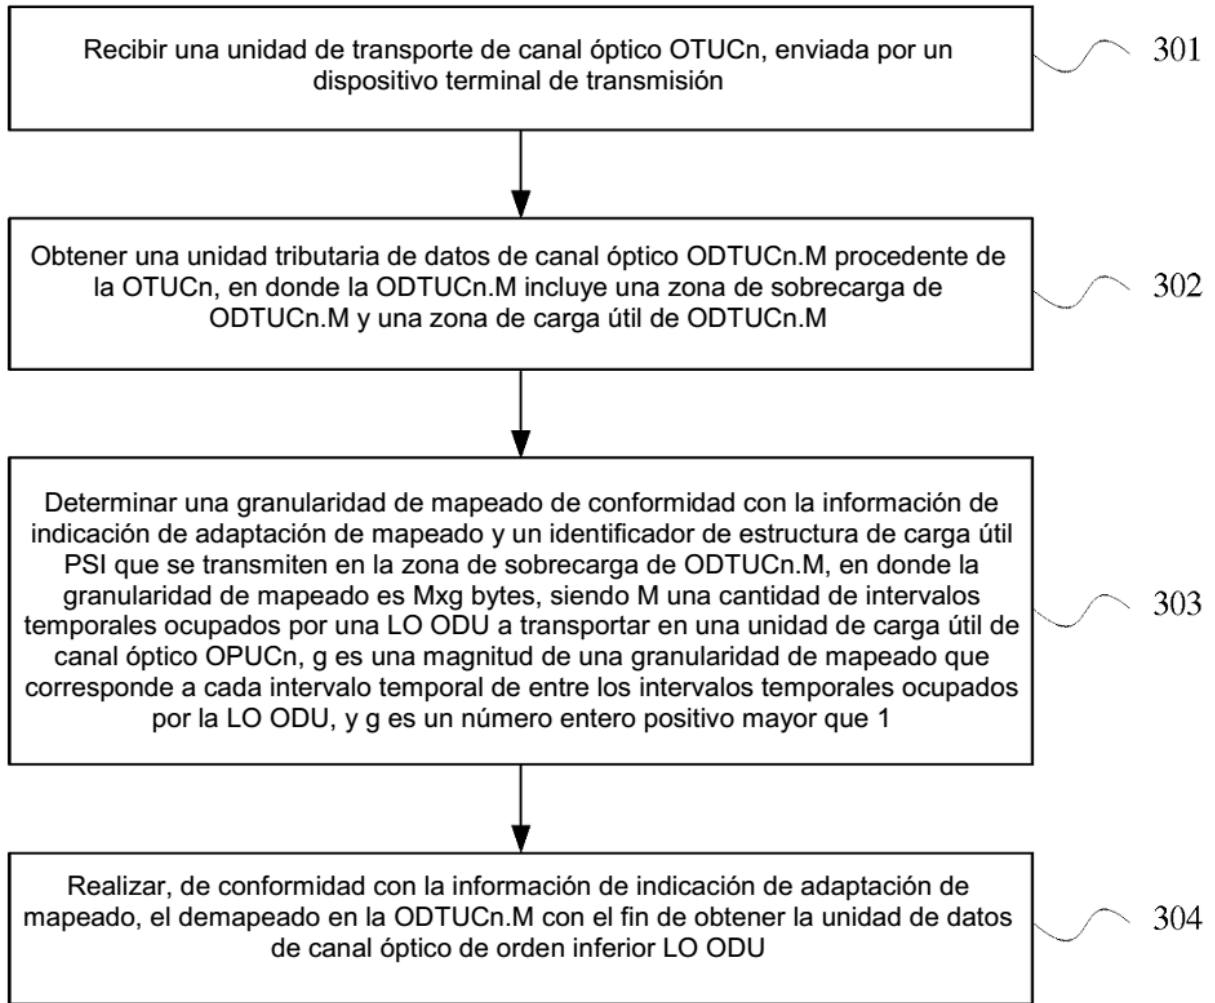 Recibir una unidad de transporte de canal óptico OTUCn, enviada por un
dispositivo terminal de transmisión
301
Obtener una unidad tributaria de datos de canal óptico ODTUCn.M procedente de
la OTUCn, en donde la ODTUCn.M incluye una zona de sobrecarga de
ODTUCn.M y una zona de carga útil de ODTUCn.M
302
Determinar una granularidad de mapeado de conformidad con la información de
indicación de adaptación de mapeado y un identificador de estructura de carga útil
PSI que se transmiten en la zona de sobrecarga de ODTUCn.M, en donde la
granularidad de mapeado es Mxg bytes, siendo M una cantidad de intervalos
temporales ocupados por una LO ODU a transportar en una unidad de carga útil de
canal óptico OPUCn, g es una magnitud de una granularidad de mapeado que
corresponde a cada intervalo temporal de entre los intervalos temporales ocupados
por la LO ODU, y g es un número entero positivo mayor que 1
303
Realizar, de conformidad con la información de indicación de adaptación de
mapeado, el demapeado en la ODTUCn.M con el fin de obtener la unidad de datos
de canal óptico de orden inferior LO ODU
304